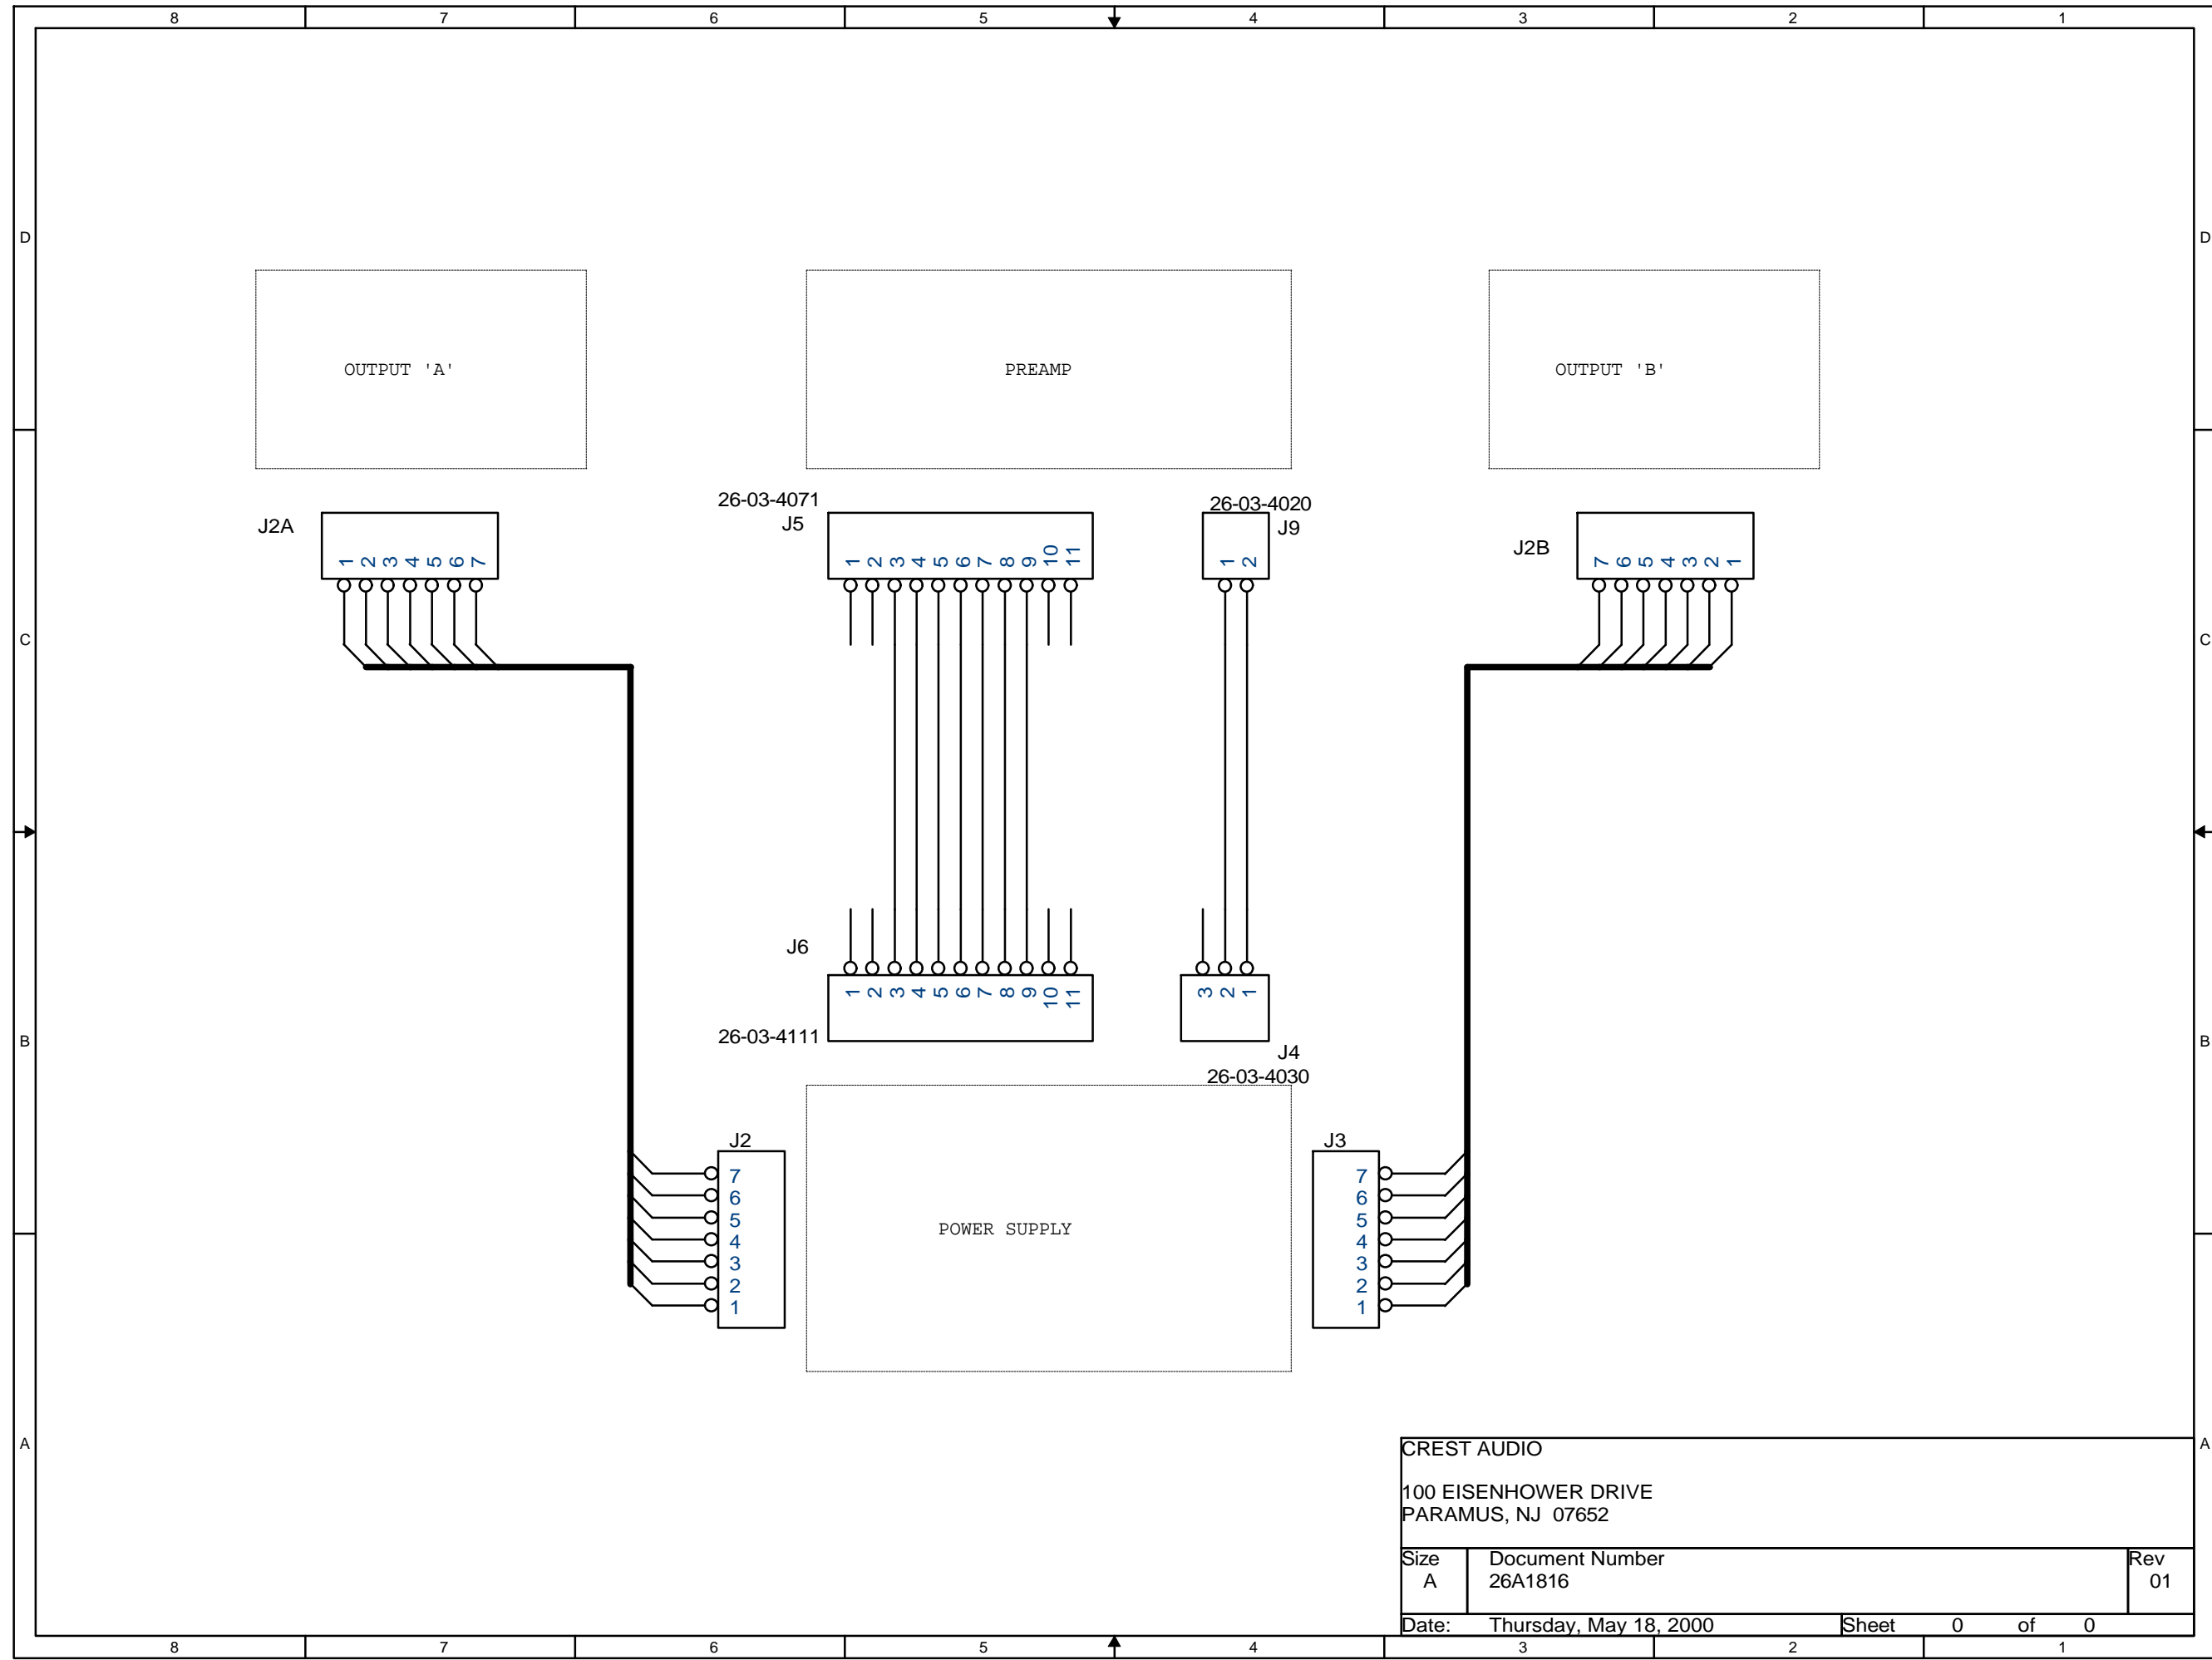 8 7 6 5 4 3 2 1
D D
OUTPUT 'A' PREAMP OUTPUT 'B'
26-03-4071 26-03-4020
J2A J5 J9 J2B
1 2 3 4 5 6 7
1 2 3 4 5 6 7 8 9 10 11
1 2
7 6 5 4 3 2 1
C C
J6
1 2 3 4 5 6 7 8 9 10 11
3 2 1
26-03-4111
B B
J4
26-03-4030
J2 J3
7 7
6 6
5 5
POWER SUPPLY
4 4
3 3
2 2
1 1
A A
CREST AUDIO
100 EISENHOWER DRIVE
PARAMUS, NJ 07652
Size Document Number Rev
A 26A1816 01
Date: Thursday, May 18, 2000 Sheet 0 of 0
8 7 6 5 4 3 2 1